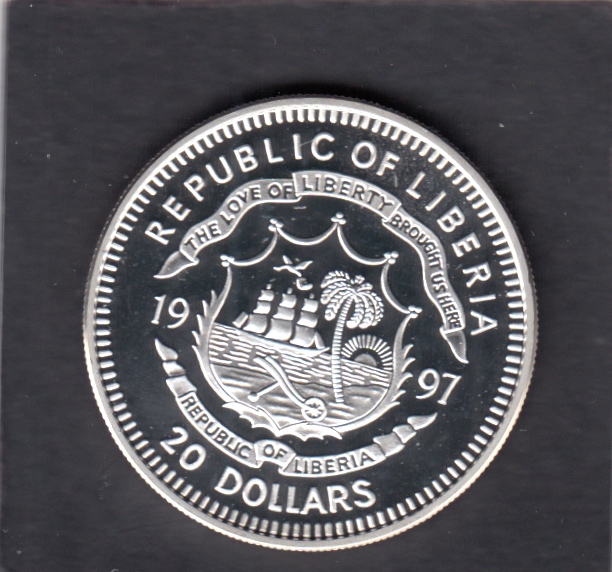 REPUBLIC OF LIBERIA
THE LOVE OF LIBERTY BROUGHT US HERE
19 97
REPUBLIC OF LIBERIA
20 DOLLARS